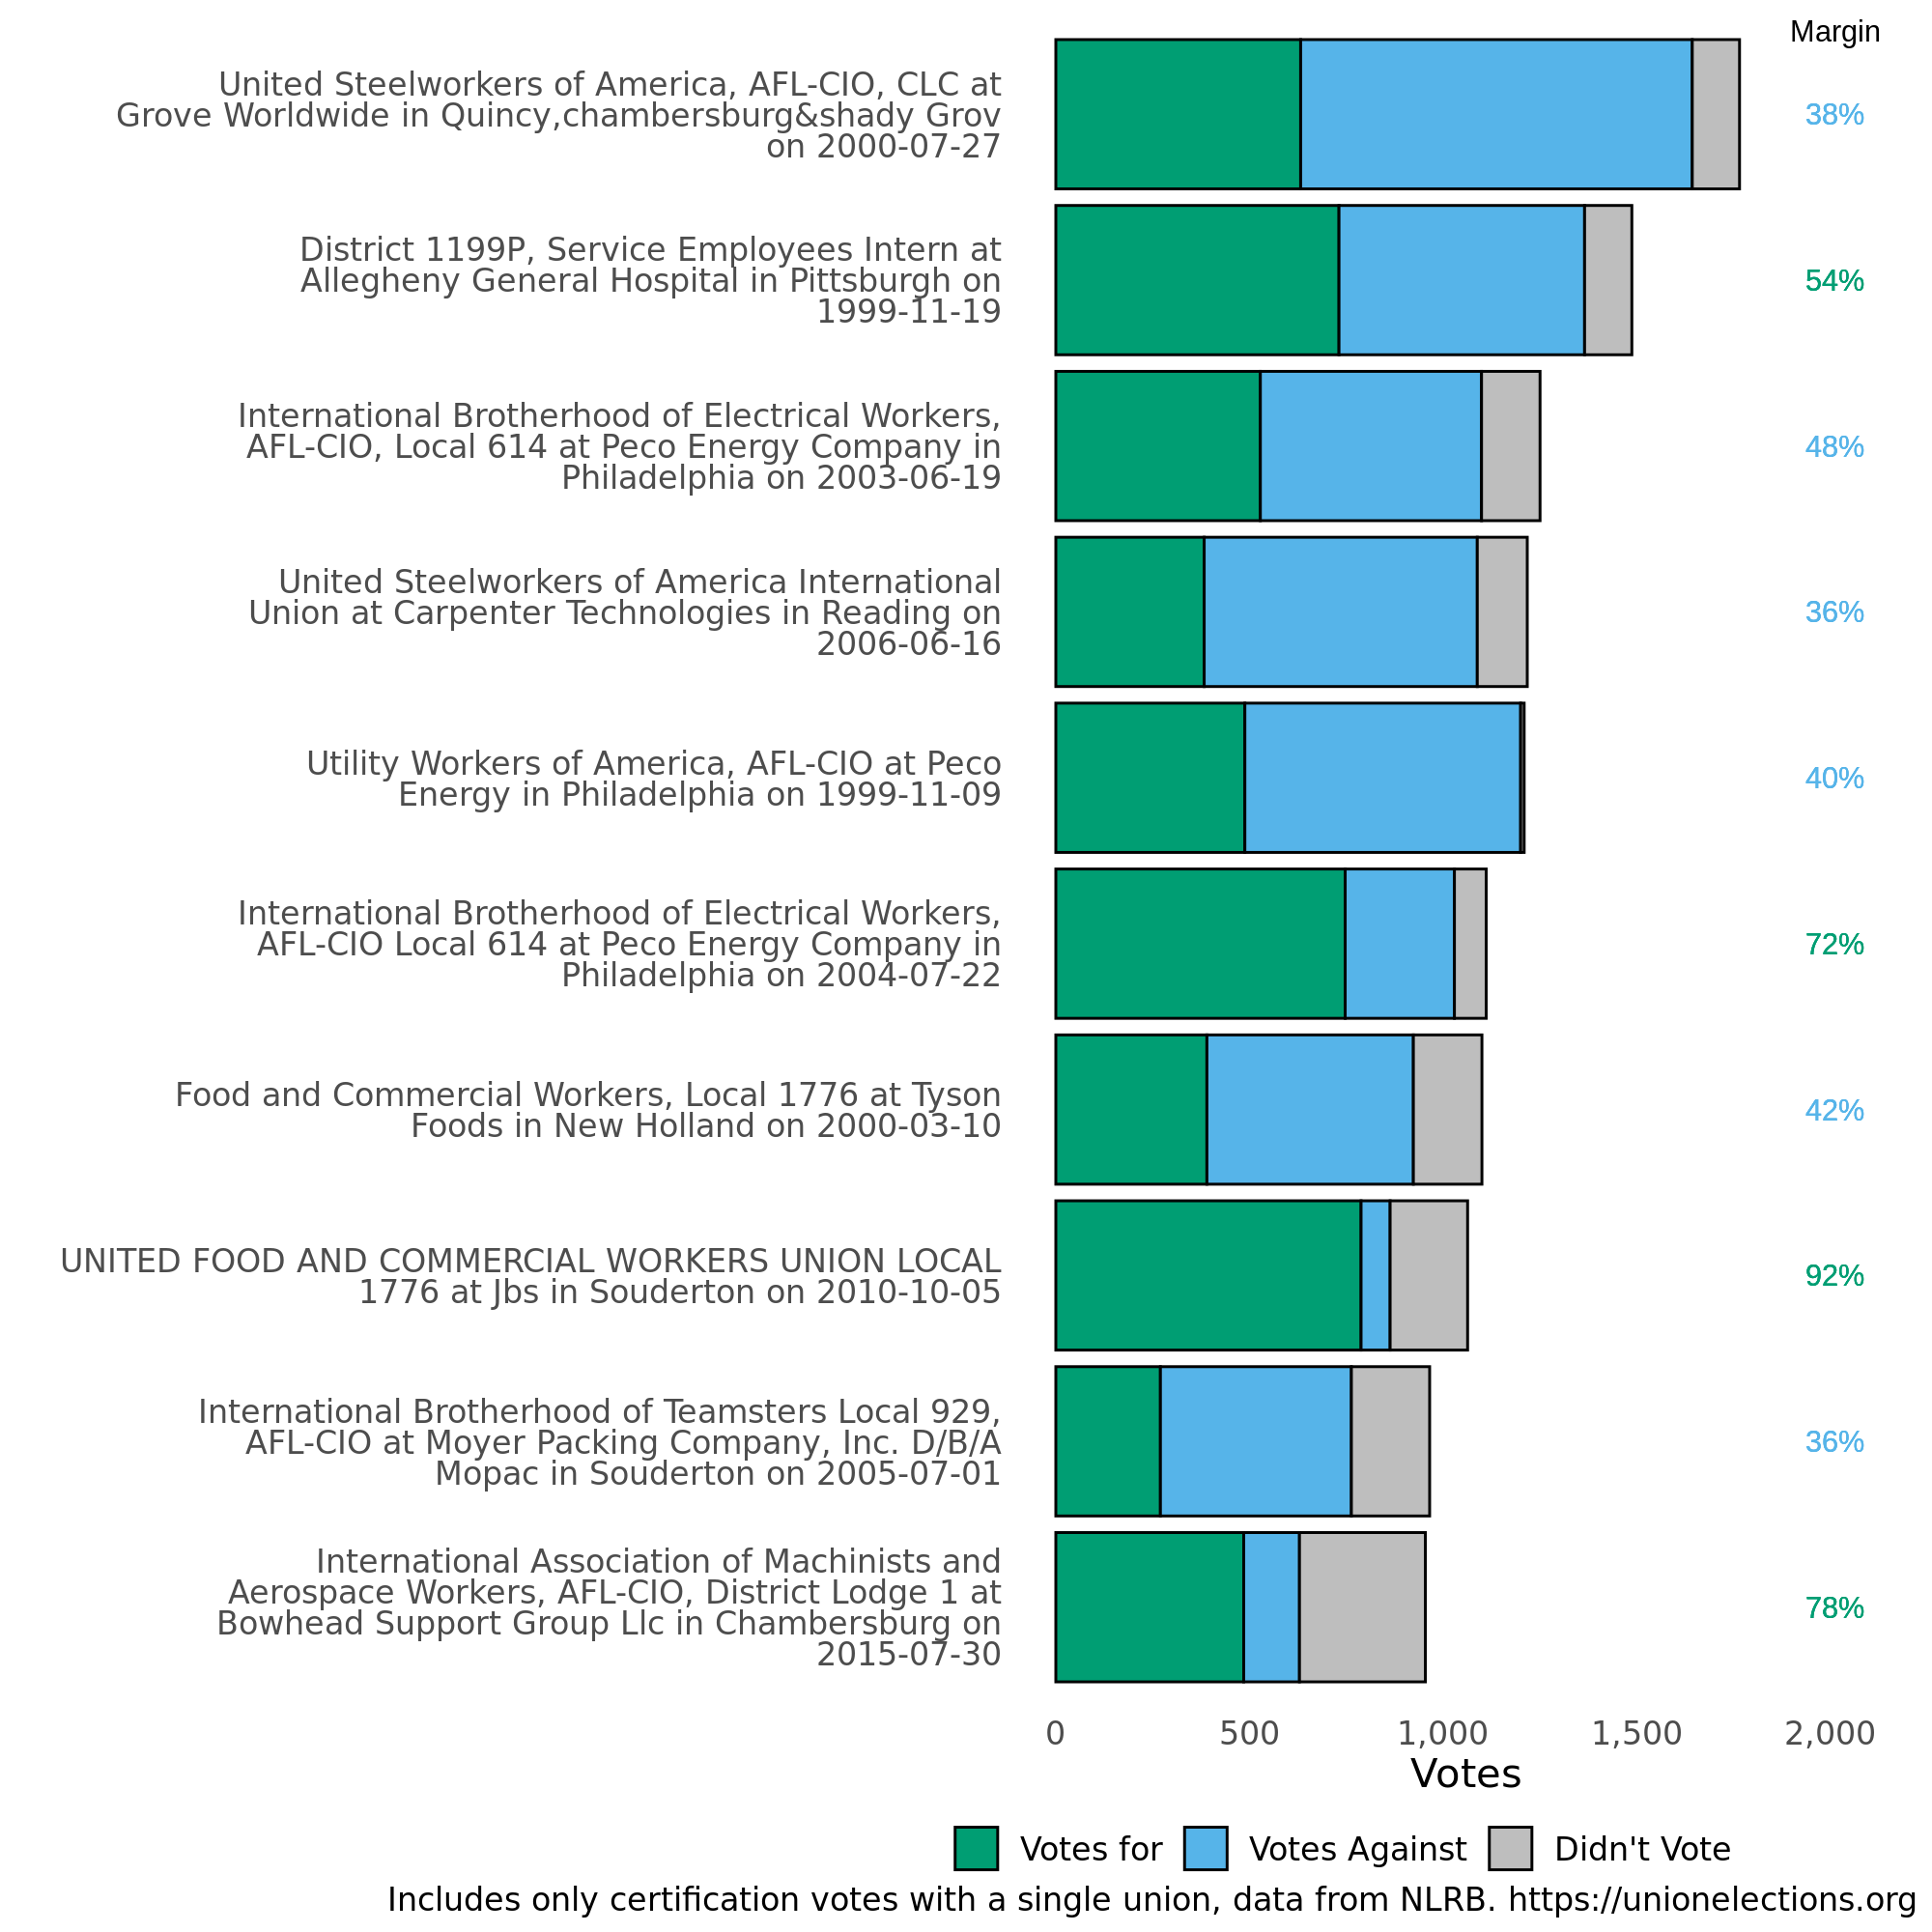 Margin
United Steelworkers of America, AFL-CIO, CLC at
Grove Worldwide in Quincy,chambersburg&shady Grov
on 2000-07-27
38%
District 1199P, Service Employees Intern at
Allegheny General Hospital in Pittsburgh on
1999-11-19
54%
International Brotherhood of Electrical Workers,
AFL-CIO, Local 614 at Peco Energy Company in
Philadelphia on 2003-06-19
48%
United Steelworkers of America International
Union at Carpenter Technologies in Reading on
2006-06-16
36%
Utility Workers of America, AFL-CIO at Peco
Energy in Philadelphia on 1999-11-09
40%
International Brotherhood of Electrical Workers,
AFL-CIO Local 614 at Peco Energy Company in
Philadelphia on 2004-07-22
72%
Food and Commercial Workers, Local 1776 at Tyson
Foods in New Holland on 2000-03-10
42%
UNITED FOOD AND COMMERCIAL WORKERS UNION LOCAL
1776 at Jbs in Souderton on 2010-10-05
92%
International Brotherhood of Teamsters Local 929,
AFL-CIO at Moyer Packing Company, Inc. D/B/A
Mopac in Souderton on 2005-07-01
36%
International Association of Machinists and
Aerospace Workers, AFL-CIO, District Lodge 1 at
Bowhead Support Group Llc in Chambersburg on
2015-07-30
78%
0 500 1,000 1,500 2,000
Votes
Votes for Votes Against Didn't Vote
Includes only certification votes with a single union, data from NLRB. https://unionelections.org